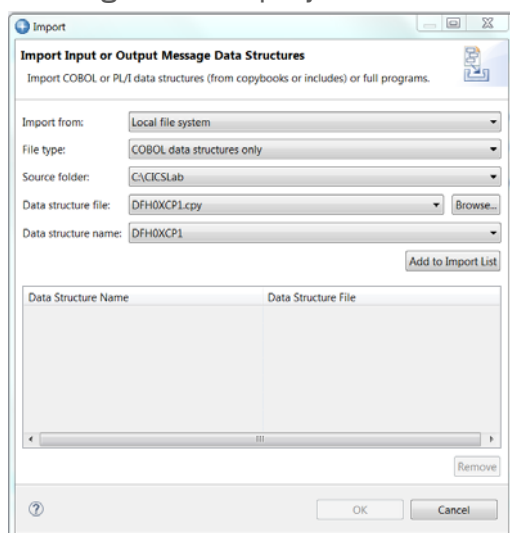 Import
Import Input or Output Message Data Structures
Import COBOL or PL/I data structures (from copybooks or includes) or full programs.
Import from: Local file system
File type: COBOL data structures only
Source folder: C:\CICSLab
Data structure file: DFH0XCP1.cpy Browse...
Data structure name: DFH0XCP1
Add to Import List
Data Structure Name Data Structure File
Remove
OK Cancel